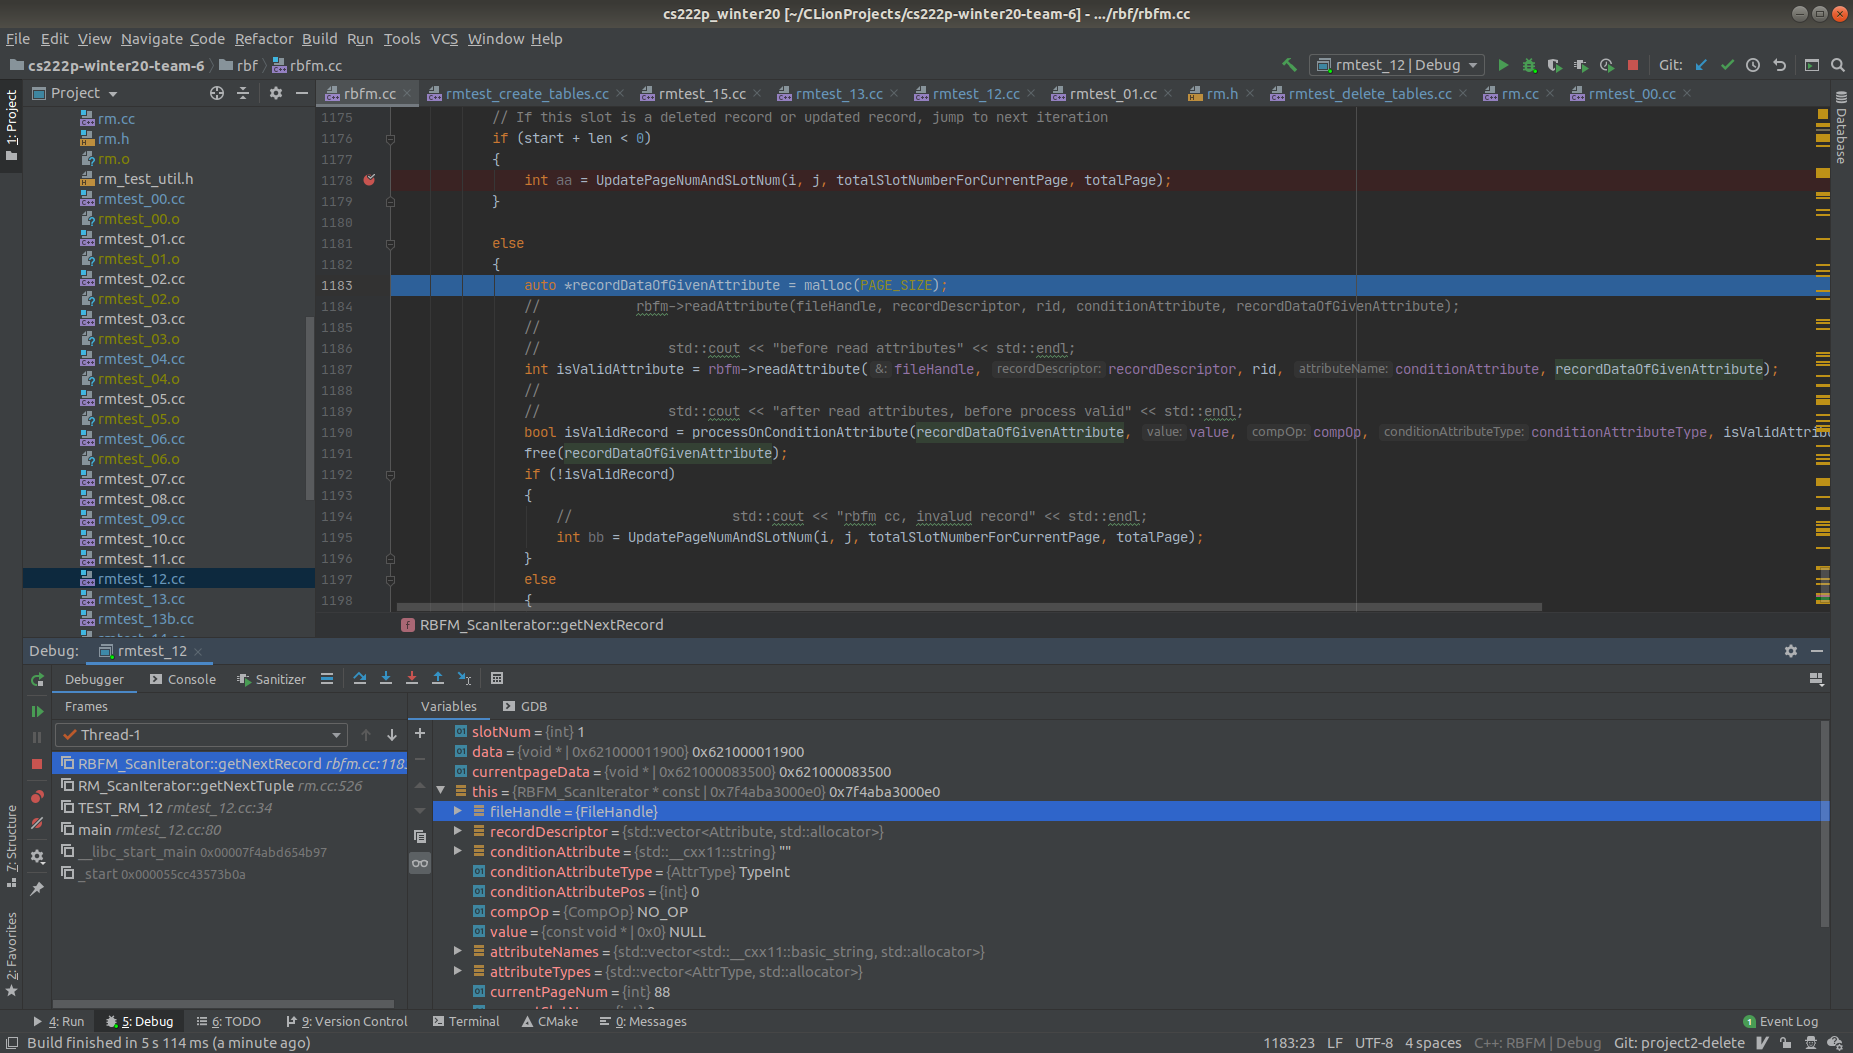 cs222p_winter20 [~/CLionProjects/cs222p-winter20-team-6] - .../rbf/rbfm.cc
File Edit View Navigate Code Refactor Build Run Tools VCS Window Help
cs222p-winter20-team-6 rbf rbfm.cc
rmtest_12 | Debug
Git:
1: Project
Project
rbfm.cc rmtest_create_tables.cc rmtest_15.cc rmtest_13.cc rmtest_12.cc rmtest_01.cc rm.h rmtest_delete_tables.cc rm.cc rmtest_00.cc
Database
rm.cc
rm.h
rm.o
rm_test_util.h
rmtest_00.cc
rmtest_00.o
rmtest_01.cc
rmtest_01.o
rmtest_02.cc
rmtest_02.o
rmtest_03.cc
rmtest_03.o
rmtest_04.cc
rmtest_04.o
rmtest_05.cc
rmtest_05.o
rmtest_06.cc
rmtest_06.o
rmtest_07.cc
rmtest_08.cc
rmtest_09.cc
rmtest_10.cc
rmtest_11.cc
rmtest_12.cc
rmtest_13.cc
rmtest_13b.cc
1175 // If this slot is a deleted record or updated record, jump to next iteration
1176 if (start + len < 0)
1177 {
1178 int aa = UpdatePageNumAndSLotNum(i, j, totalSlotNumberForCurrentPage, totalPage);
1179 }
1180
1181 else
1182 {
1183 auto *recordDataOfGivenAttribute = malloc(PAGE_SIZE);
1184 // rbfm->readAttribute(fileHandle, recordDescriptor, rid, conditionAttribute, recordDataOfGivenAttribute);
1185 //
1186 // std::cout << "before read attributes" << std::endl;
1187 int isValidAttribute = rbfm->readAttribute( &: fileHandle, recordDescriptor: recordDescriptor, rid, attributeName: conditionAttribute, recordDataOfGivenAttribute);
1188 //
1189 // std::cout << "after read attributes, before process valid" << std::endl;
1190 bool isValidRecord = processOnConditionAttribute(recordDataOfGivenAttribute, value: value, compOp: compOp, conditionAttributeType: conditionAttributeType, isValidAttribu
1191 free(recordDataOfGivenAttribute);
1192 if (!isValidRecord)
1193 {
1194 // std::cout << "rbfm cc, invalud record" << std::endl;
1195 int bb = UpdatePageNumAndSLotNum(i, j, totalSlotNumberForCurrentPage, totalPage);
1196 }
1197 else
1198 {
RBFM_ScanIterator::getNextRecord
Debug: rmtest_12
Debugger Console Sanitizer
Frames
Thread-1
RBFM_ScanIterator::getNextRecord rbfm.cc:118
RM_ScanIterator::getNextTuple rm.cc:526
TEST_RM_12 rmtest_12.cc:34
main rmtest_12.cc:80
__libc_start_main 0x00007f4abd654b97
_start 0x000055cc43573b0a
Variables GDB
slotNum = {int} 1
data = {void * | 0x621000011900} 0x621000011900
currentpageData = {void * | 0x621000083500} 0x621000083500
this = {RBFM_ScanIterator * const | 0x7f4aba3000e0} 0x7f4aba3000e0
fileHandle = {FileHandle}
recordDescriptor = {std::vector<Attribute, std::allocator>}
conditionAttribute = {std::__cxx11::string} ""
conditionAttributeType = {AttrType} TypeInt
conditionAttributePos = {int} 0
compOp = {CompOp} NO_OP
value = {const void * | 0x0} NULL
attributeNames = {std::vector<std::__cxx11::basic_string, std::allocator>}
attributeTypes = {std::vector<AttrType, std::allocator>}
currentPageNum = {int} 88
7: Structure
2: Favorites
4: Run 5: Debug 6: TODO 9: Version Control Terminal CMake 0: Messages
1 Event Log
Build finished in 5 s 114 ms (a minute ago)
1183:23 LF UTF-8 4 spaces C++: RBFM | Debug Git: project2-delete